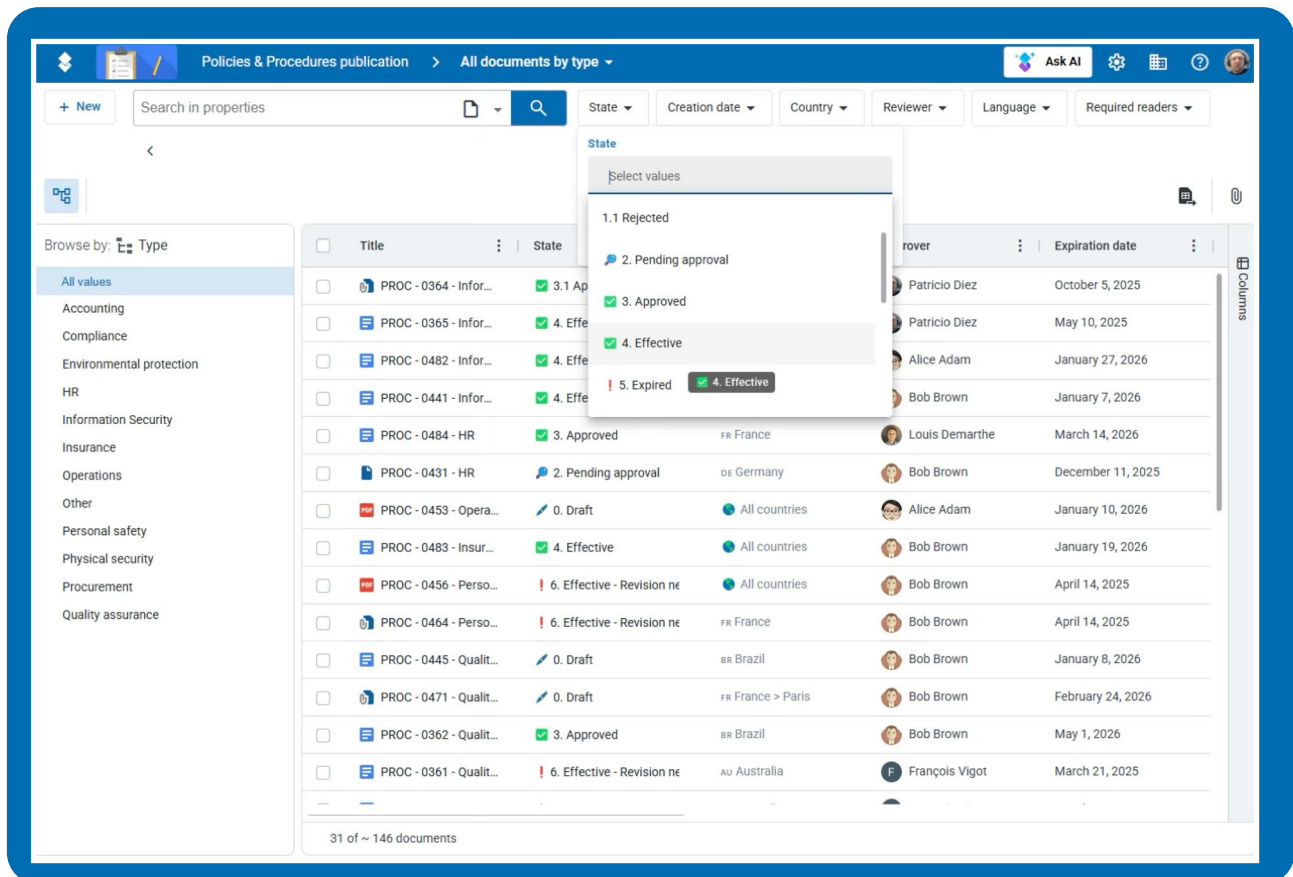 Policies & Procedures publication > All documents by type
Ask AI
+ New
Search in properties
State
Creation date
Country
Reviewer
Language
Required readers
State
Select values
1.1 Rejected
2. Pending approval
3. Approved
4. Effective
5. Expired
4. Effective
Browse by: Type
All values
Accounting
Compliance
Environmental protection
HR
Information Security
Insurance
Operations
Other
Personal safety
Physical security
Procurement
Quality assurance
Title State rover Expiration date
PROC - 0364 - Infor... 3.1 Ap Patricio Diez October 5, 2025
PROC - 0365 - Infor... 4. Effe Patricio Diez May 10, 2025
PROC - 0482 - Infor... 4. Effe Alice Adam January 27, 2026
PROC - 0441 - Infor... 4. Effe Bob Brown January 7, 2026
PROC - 0484 - HR 3. Approved FR France Louis Demarthe March 14, 2026
PROC - 0431 - HR 2. Pending approval DE Germany Bob Brown December 11, 2025
PDF PROC - 0453 - Opera... 0. Draft All countries Alice Adam January 10, 2026
PROC - 0483 - Insur... 4. Effective All countries Bob Brown January 19, 2026
PDF PROC - 0456 - Perso... 6. Effective - Revision ne All countries Bob Brown April 14, 2025
PROC - 0464 - Perso... 6. Effective - Revision ne FR France Bob Brown April 14, 2025
PROC - 0445 - Qualit... 0. Draft BR Brazil Bob Brown January 8, 2026
PROC - 0471 - Qualit... 0. Draft FR France > Paris Bob Brown February 24, 2026
PROC - 0362 - Qualit... 3. Approved BR Brazil Bob Brown May 1, 2026
PROC - 0361 - Qualit... 6. Effective - Revision ne AU Australia F François Vigot March 21, 2025
Columns
31 of ~ 146 documents